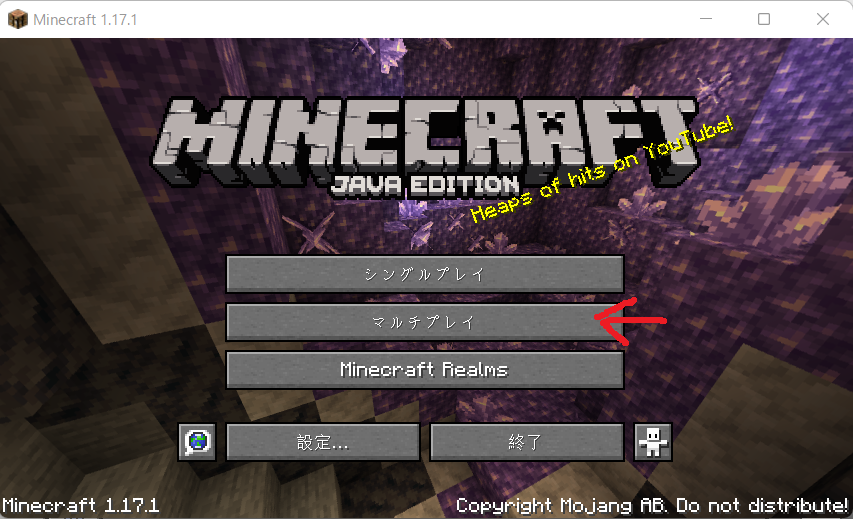 Minecraft 1.17.1
MINECRAFT
JAVA EDITION
Heaps of hits on YouTube!
シングルプレイ
マルチプレイ
Minecraft Realms
設定...
終了
Minecraft 1.17.1
Copyright Mojang AB. Do not distribute!